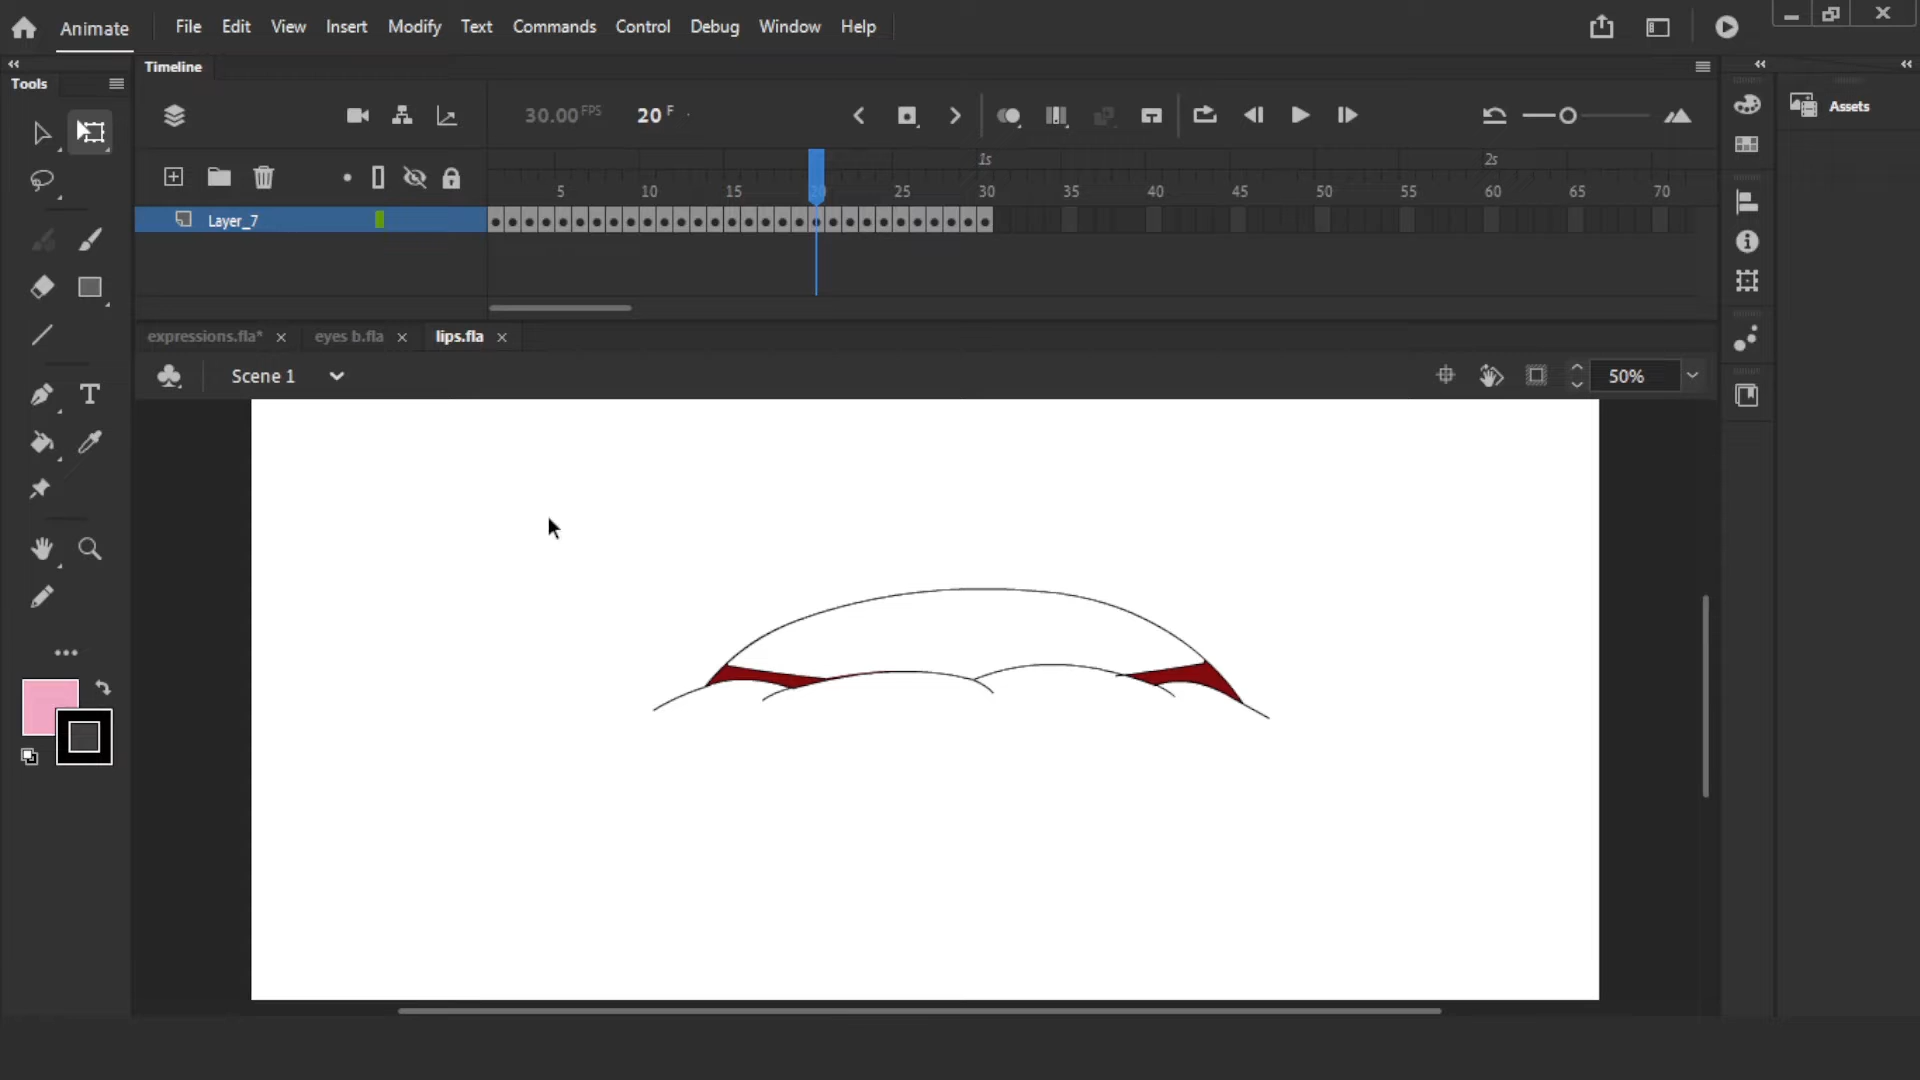 Animate File Edit View Insert Modify Text Commands Control Debug Window Help
Tools
Timeline
30.00 FPS 20 F
Assets
1s 2s
5 10 15 20 25 30 35 40 45 50 55 60 65 70
Layer_7
expressions.fla* eyes b.fla lips.fla
Scene 1
50%